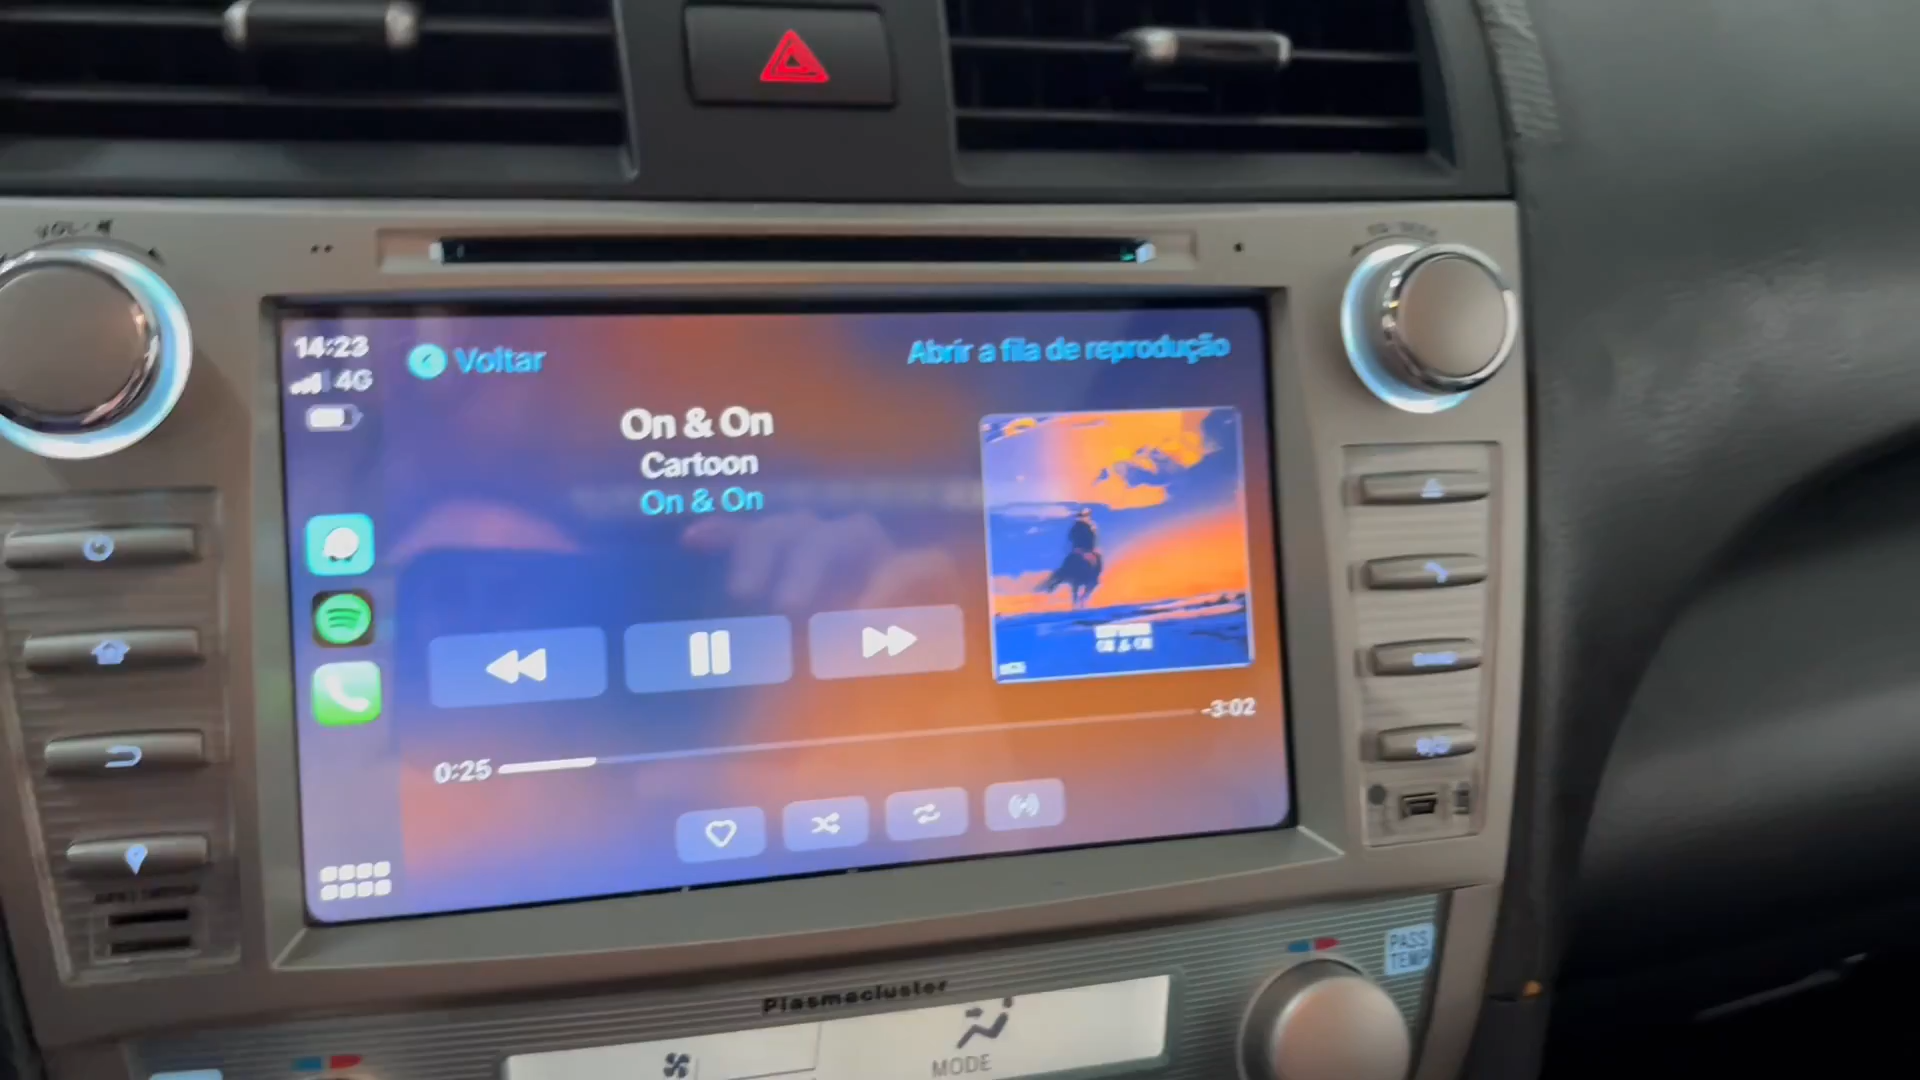 VOL
14:23
4G
Voltar
Abrir a fila de reprodução
On & On
Cartoon
On & On
0:25
-3:02
Plasmacluster
MODE
PASS
TEMP